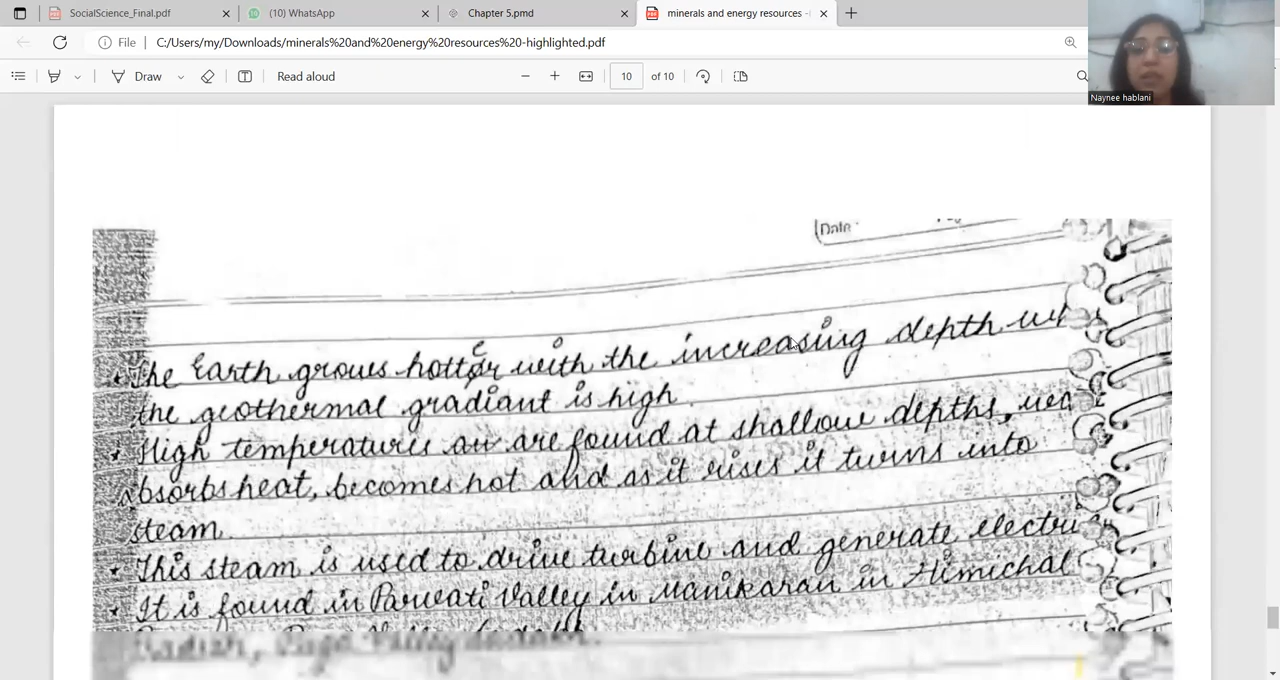 SocialScience_Final.pdf
(10) WhatsApp
Chapter 5.pmd
minerals and energy resources -
File
C:/Users/my/Downloads/minerals%20and%20energy%20resources%20-highlighted.pdf
Draw
Read aloud
10 of 10
Naynee hablani
Date
The Earth grows hotter with the increasing depth
the geothermal gradiant is high
High temperatures are found at shallow depths,
absorbs heat, becomes hot and as it rises it turns into
steam.
This steam is used to drive turbine and generate electri
It is found in Parvati Valley in Manikaran in Himichal